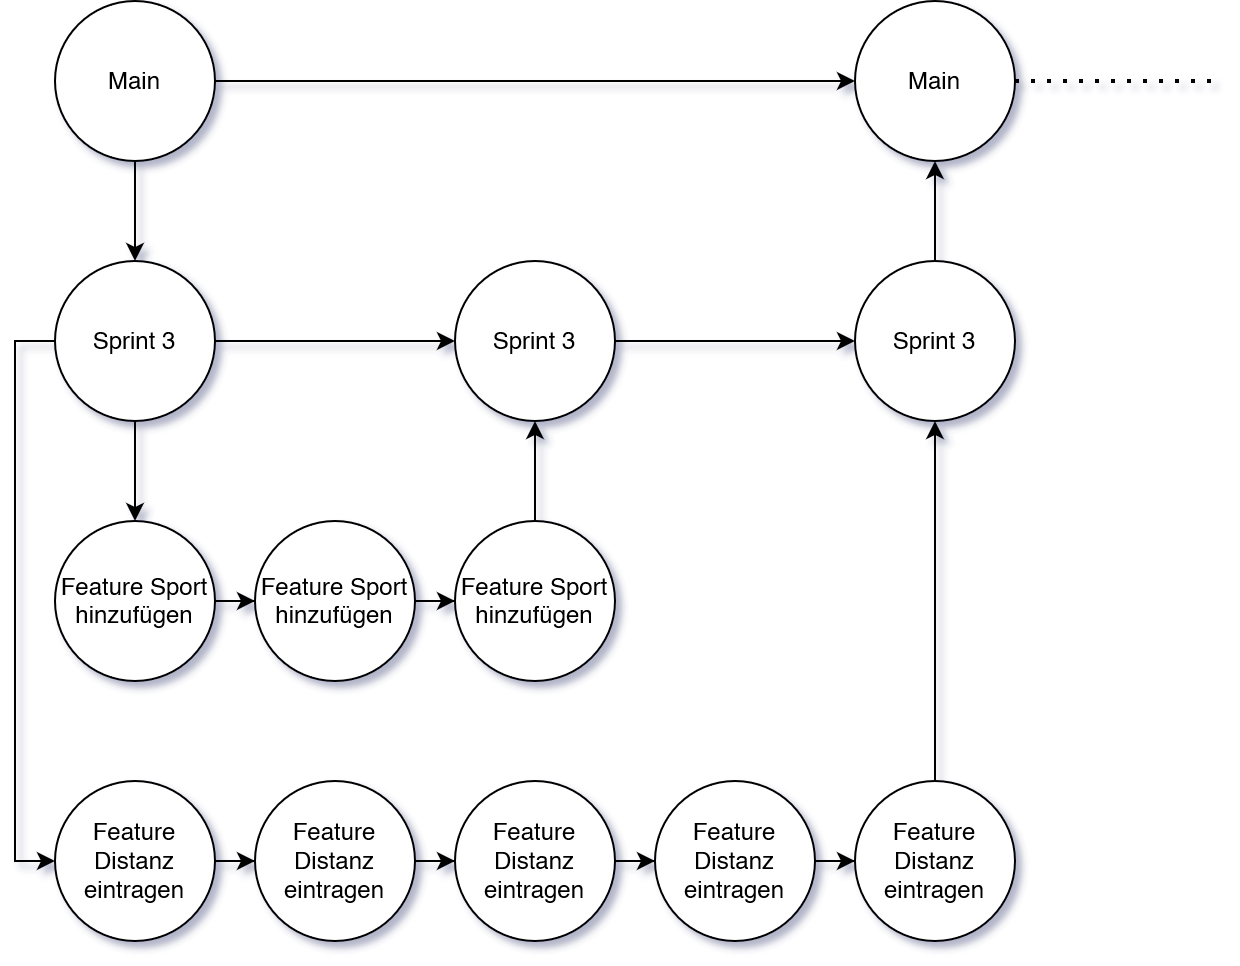 Main
Main
Sprint 3
Sprint 3
Sprint 3
Feature Sport
hinzufügen
Feature Sport
hinzufügen
Feature Sport
hinzufügen
Feature
Distanz
eintragen
Feature
Distanz
eintragen
Feature
Distanz
eintragen
Feature
Distanz
eintragen
Feature
Distanz
eintragen